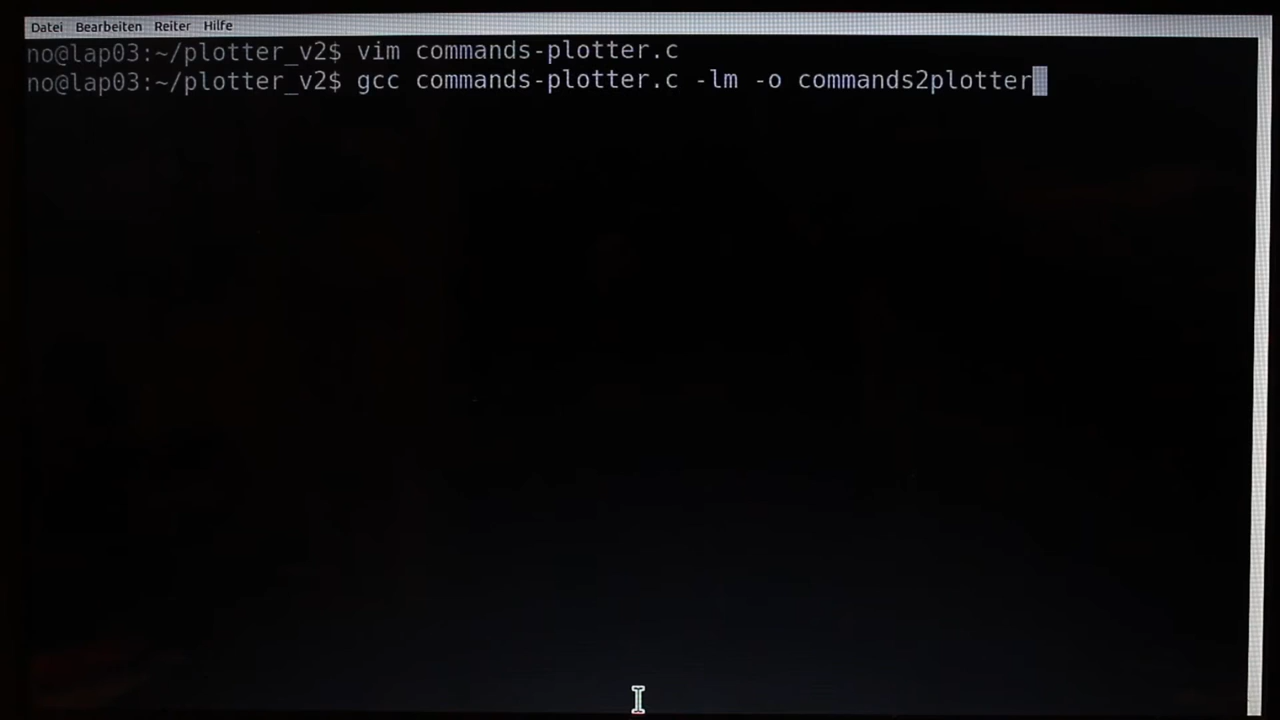 Datei Bearbeiten Reiter Hilfe
no@lap03:~/plotter_v2$ vim commands-plotter.c
no@lap03:~/plotter_v2$ gcc commands-plotter.c -lm -o commands2plotter